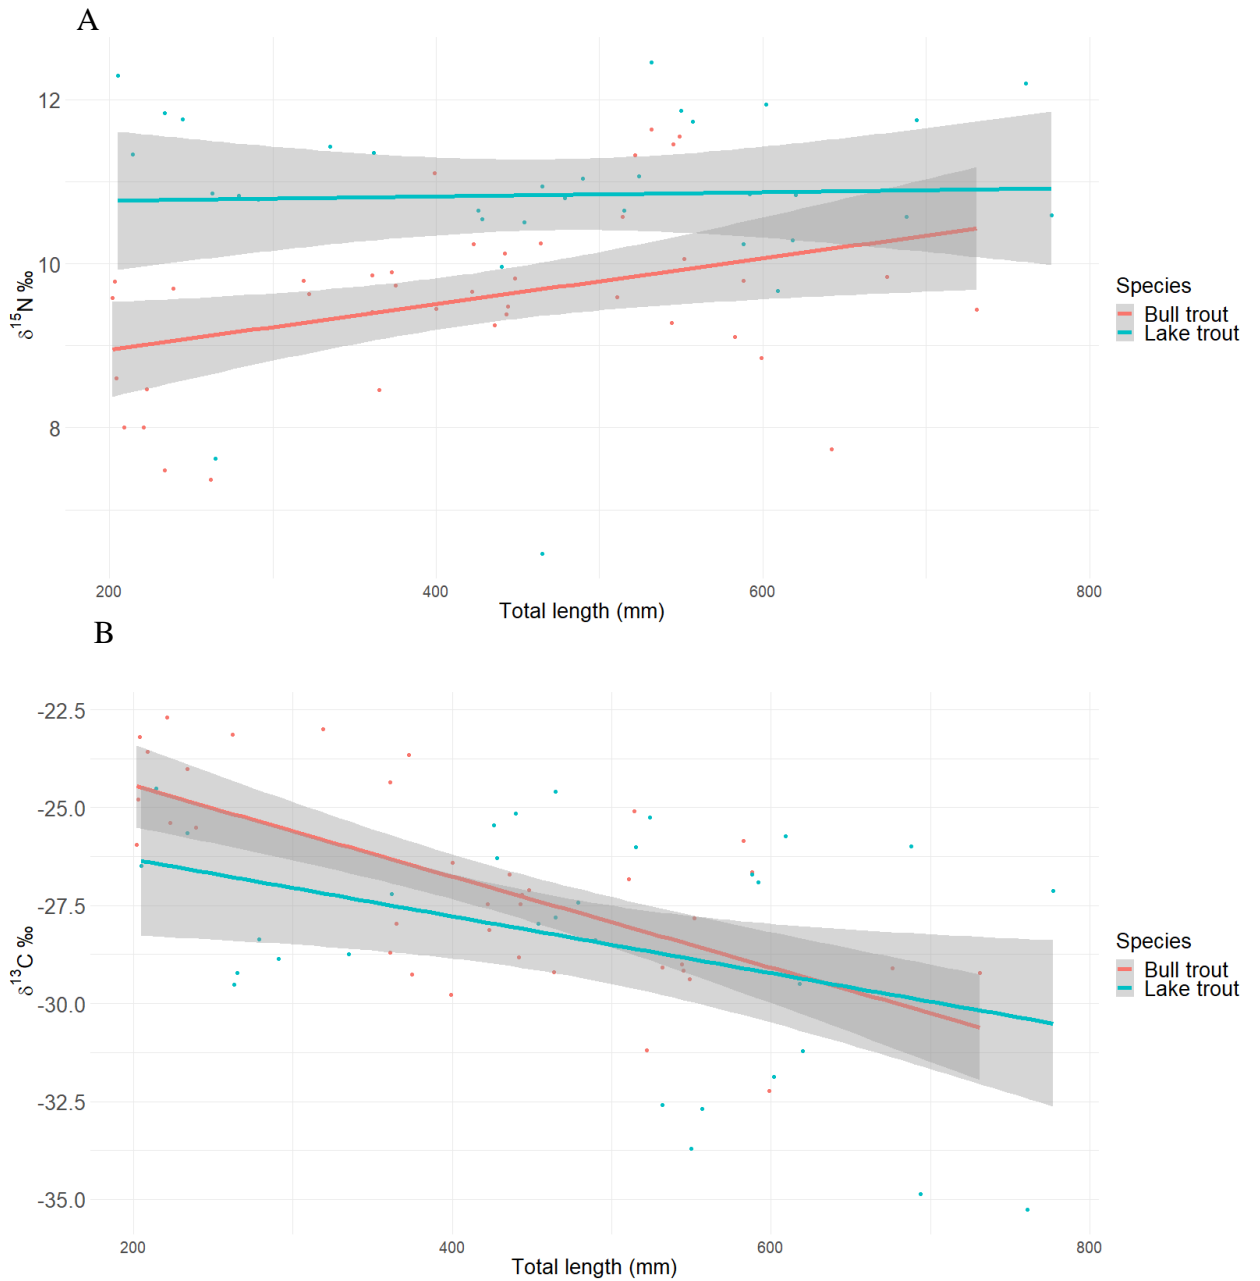 A
12
10
8
δ15N ‰
200 400 600 800
Total length (mm)
Species
Bull trout
Lake trout
B
-22.5
-25.0
-27.5
-30.0
-32.5
-35.0
δ13C ‰
200 400 600 800
Total length (mm)
Species
Bull trout
Lake trout